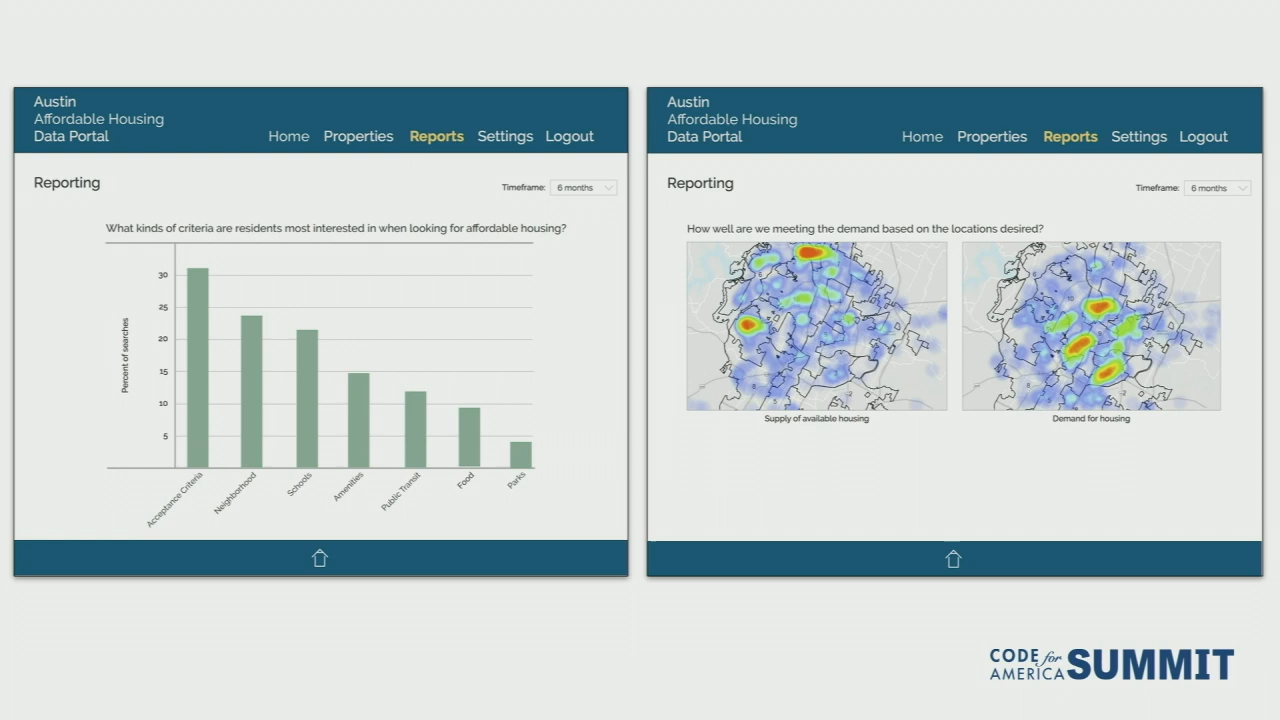 Austin
Affordable Housing
Data Portal
Home Properties Reports Settings Logout
Reporting
Timeframe: 6 months
What kinds of criteria are residents most interested in when looking for affordable housing?
Percent of searches
30
25
20
15
10
5
Acceptance Criteria
Neighborhood
Schools
Amenities
Public Transit
Food
Parks
Austin
Affordable Housing
Data Portal
Home Properties Reports Settings Logout
Reporting
Timeframe: 6 months
How well are we meeting the demand based on the locations desired?
Supply of available housing
Demand for housing
CODE for
AMERICA
SUMMIT